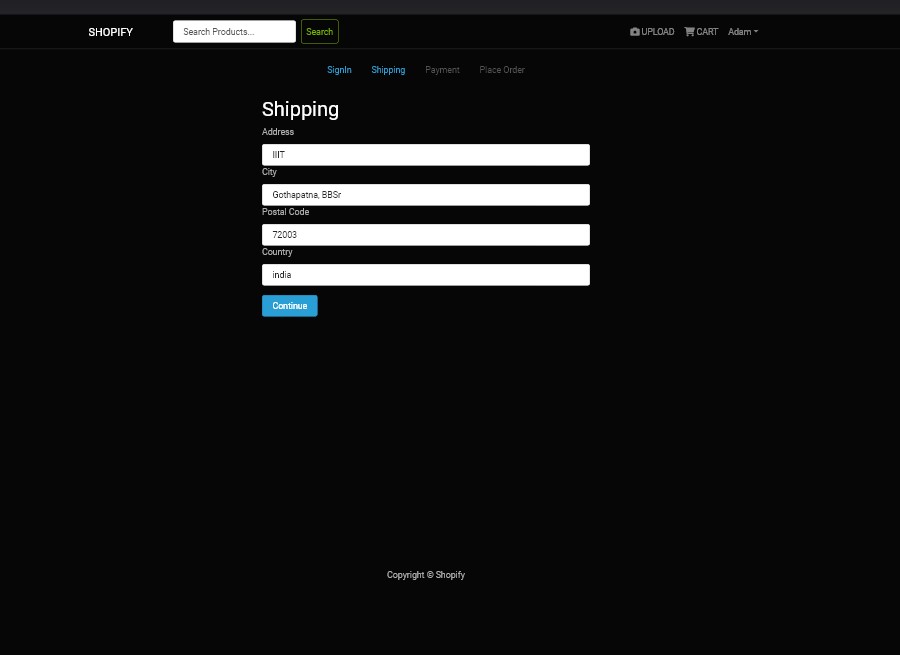 SHOPIFY Search Products... Search UPLOAD CART Adam
SignIn Shipping Payment Place Order
Shipping
Address
IIIT
City
Gothapatna, BBSr
Postal Code
72003
Country
india
Continue
Copyright © Shopify